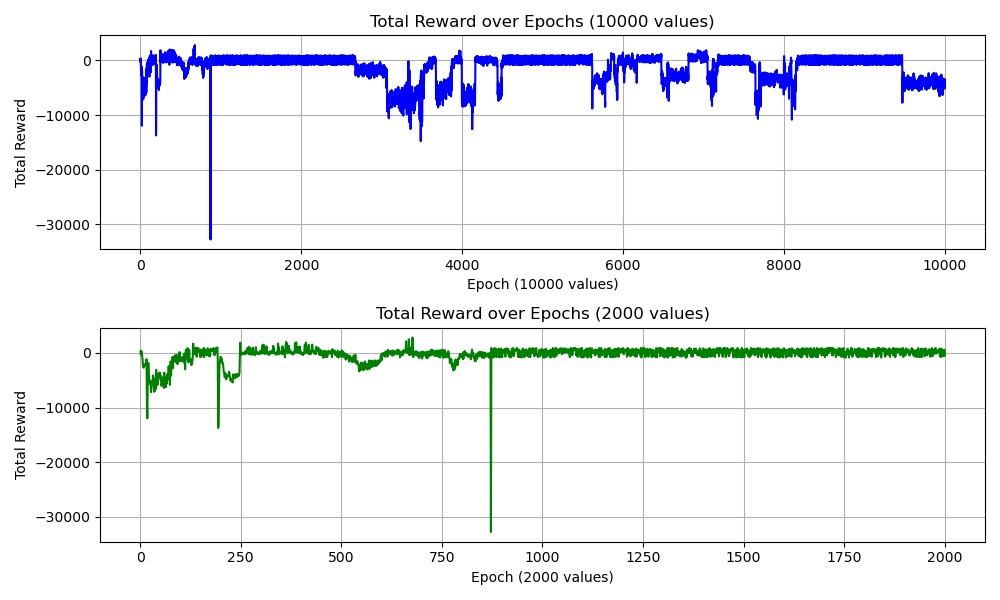 Total Reward over Epochs (10000 values)
Total Reward
0
−10000
−20000
−30000
0 2000 4000 6000 8000 10000
Epoch (10000 values)
Total Reward over Epochs (2000 values)
Total Reward
0
−10000
−20000
−30000
0 250 500 750 1000 1250 1500 1750 2000
Epoch (2000 values)